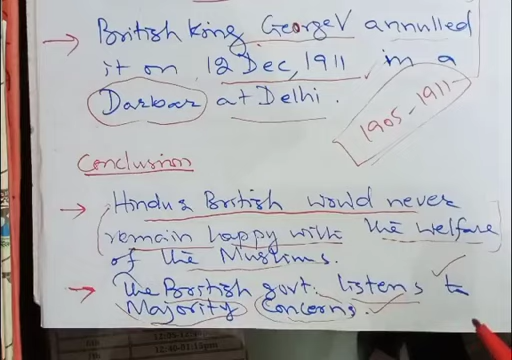 → British King George V annulled
it on 12 Dec, 1911 in a
Darbar at Delhi.
1905-1911-
Conclusion
→ Hindu & British would never
remain happy with the welfare
of the Muslims.
→ The British govt. listens to
Majority Concerns.